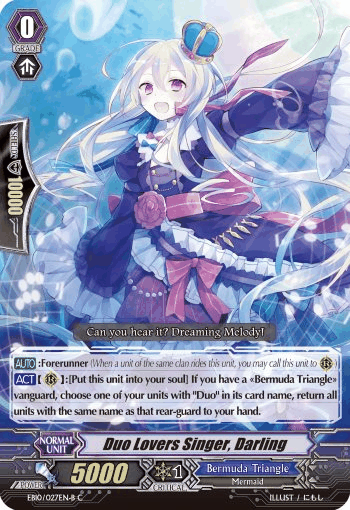 0
GRADE
SHIELD
10000
Can you hear it? Dreaming Melody!
AUTO :Forerunner (When a unit of the same clan rides this unit, you may call this unit to (R))
ACT [(R)]:[Put this unit into your soul] If you have a «Bermuda Triangle»
vanguard, choose one of your units with "Duo" in its card name, return all
units with the same name as that rear-guard to your hand.
NORMAL
UNIT
Duo Lovers Singer, Darling
POWER
5000
1
CRITICAL
Bermuda Triangle
Mermaid
EB10/027EN-B C
ILLUST / にもし